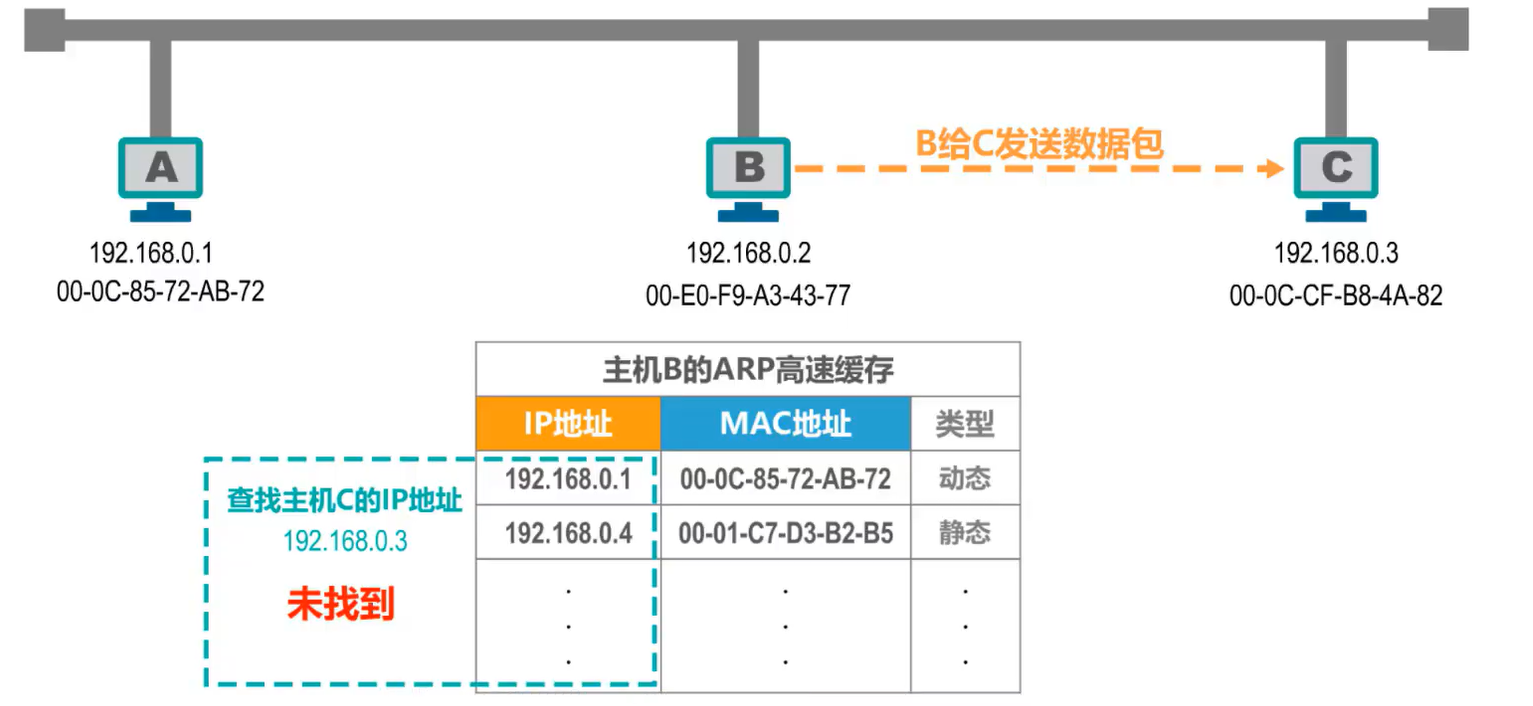 B给C发送数据包
A
B
C
192.168.0.1
192.168.0.2
192.168.0.3
00-0C-85-72-AB-72
00-E0-F9-A3-43-77
00-0C-CF-B8-4A-82
主机B的ARP高速缓存
IP地址 MAC地址 类型
192.168.0.1 00-0C-85-72-AB-72 动态
192.168.0.4 00-01-C7-D3-B2-B5 静态
. . .
. . .
. . .
查找主机C的IP地址
192.168.0.3
未找到